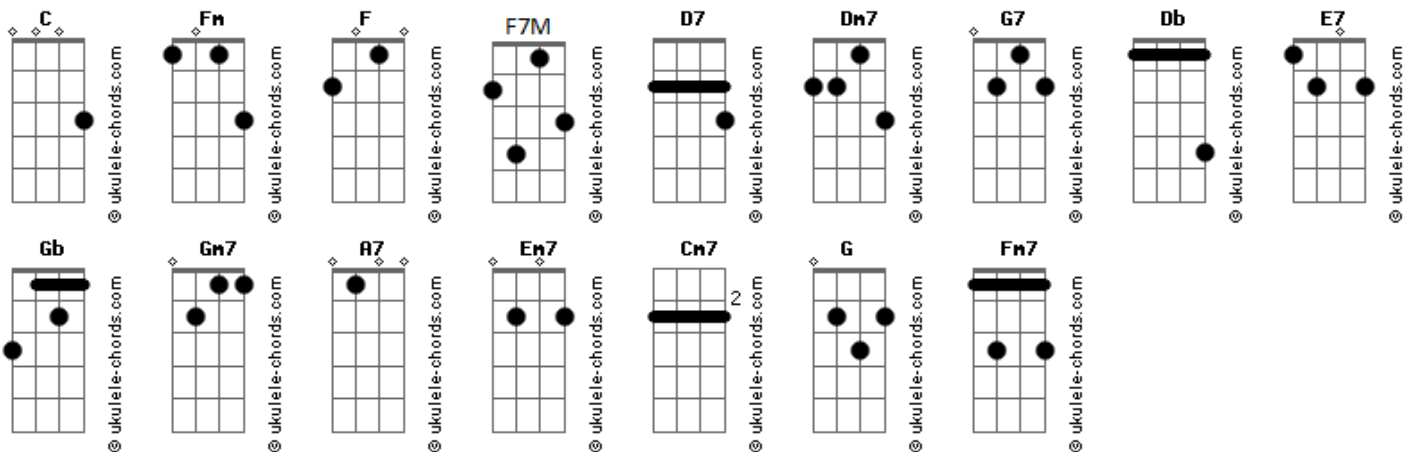 C Fm F F7M D7 Dm7 G7 Db E7
© ukulele-chords.com © ukulele-chords.com © ukulele-chords.com © ukulele-chords.com © ukulele-chords.com © ukulele-chords.com © ukulele-chords.com © ukulele-chords.com © ukulele-chords.com
Gb Gm7 A7 Em7 Cm7 G Fm7
2
© ukulele-chords.com © ukulele-chords.com © ukulele-chords.com © ukulele-chords.com © ukulele-chords.com © ukulele-chords.com © ukulele-chords.com